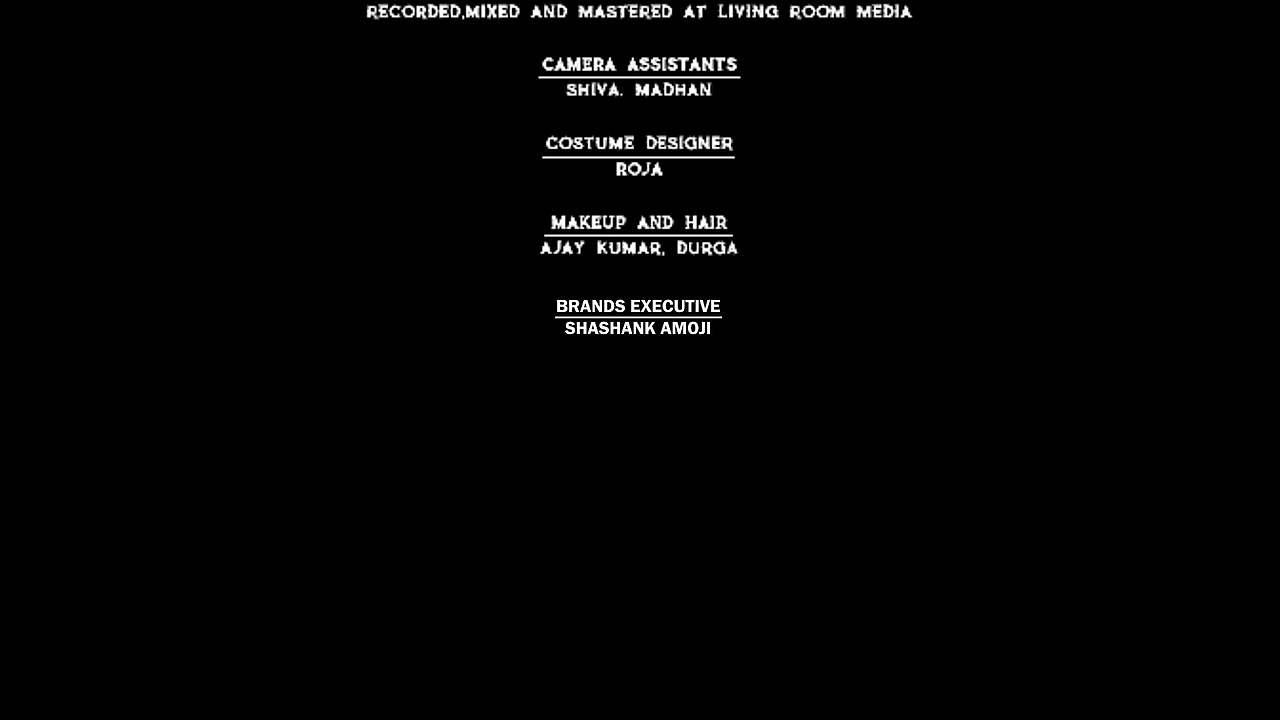 RECORDED,MIXED AND MASTERED AT LIVING ROOM MEDIA
CAMERA ASSISTANTS
SHIVA. MADHAN
COSTUME DESIGNER
ROJA
MAKEUP AND HAIR
AJAY KUMAR, DURGA
BRANDS EXECUTIVE
SHASHANK AMOJI